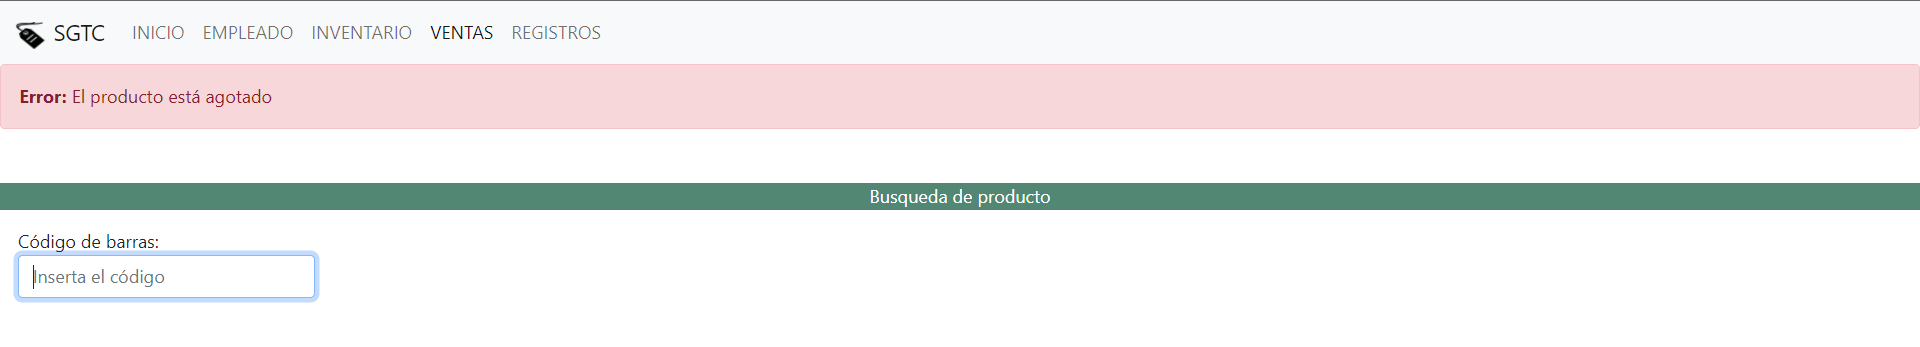 SGTC INICIO EMPLEADO INVENTARIO VENTAS REGISTROS
Error: El producto está agotado
Busqueda de producto
Código de barras:
Inserta el código